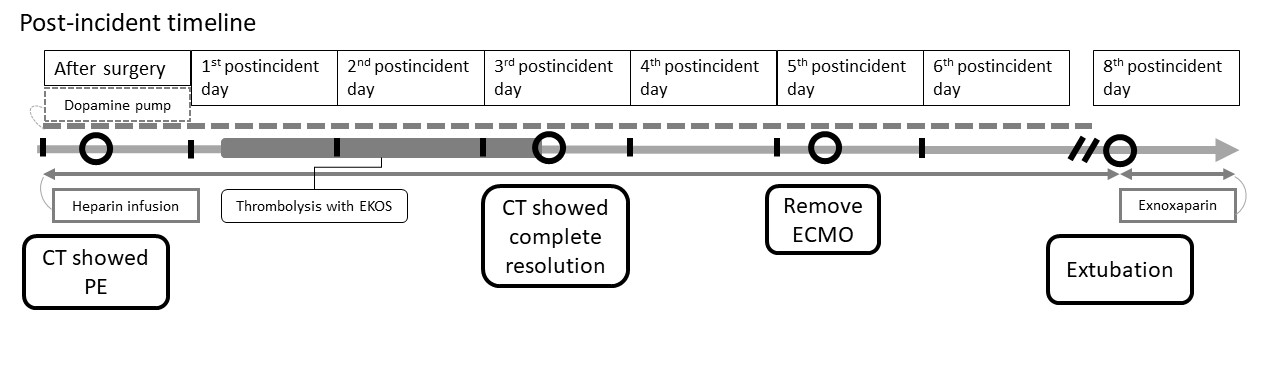 Post-incident timeline
After surgery
1st postincident
day
2nd postincident
day
3rd postincident
day
4th postincident
day
5th postincident
day
6th postincident
day
8th postincident
day
Dopamine pump
Heparin infusion
Thrombolysis with EKOS
Exnoxaparin
CT showed
PE
CT showed
complete
resolution
Remove
ECMO
Extubation